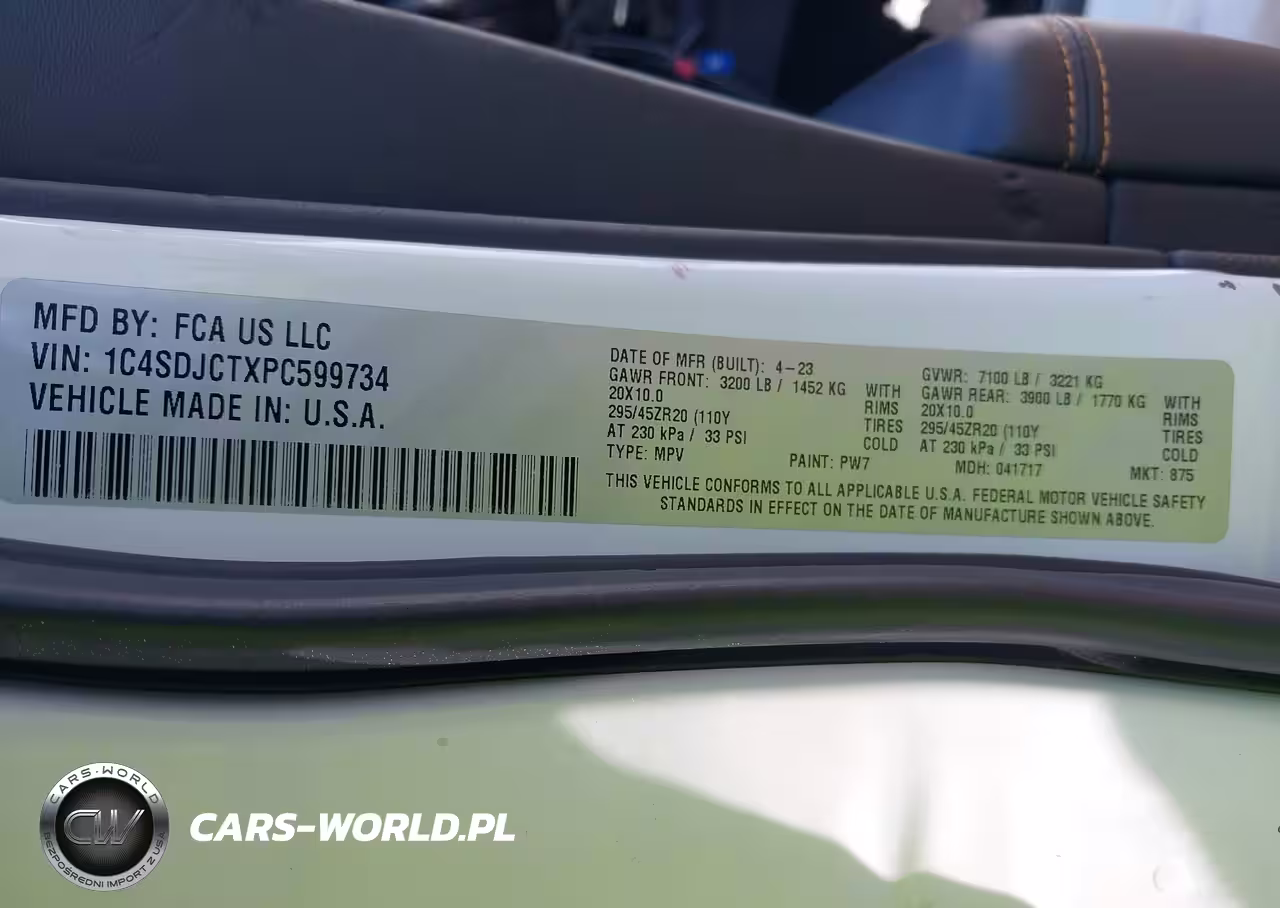 MFD BY: FCA US LLC
VIN: 1C4SDJCTXPC599734
VEHICLE MADE IN: U.S.A.
DATE OF MFR (BUILT): 4-23
GAWR FRONT: 3200 LB / 1452 KG WITH
20X10.0 RIMS
295/45ZR20 (110Y TIRES
AT 230 kPa / 33 PSI COLD
TYPE: MPV PAINT: PW7
GVWR: 7100 LB / 3221 KG
GAWR REAR: 3900 LB / 1770 KG WITH
20X10.0 RIMS
295/45ZR20 (110Y TIRES
AT 230 kPa / 33 PSI COLD
MDH: 041717 MKT: 875
THIS VEHICLE CONFORMS TO ALL APPLICABLE U.S.A. FEDERAL MOTOR VEHICLE SAFETY
STANDARDS IN EFFECT ON THE DATE OF MANUFACTURE SHOWN ABOVE.
CARS-WORLD
CW
BEZPOŚREDNI IMPORT Z USA
CARS-WORLD.PL